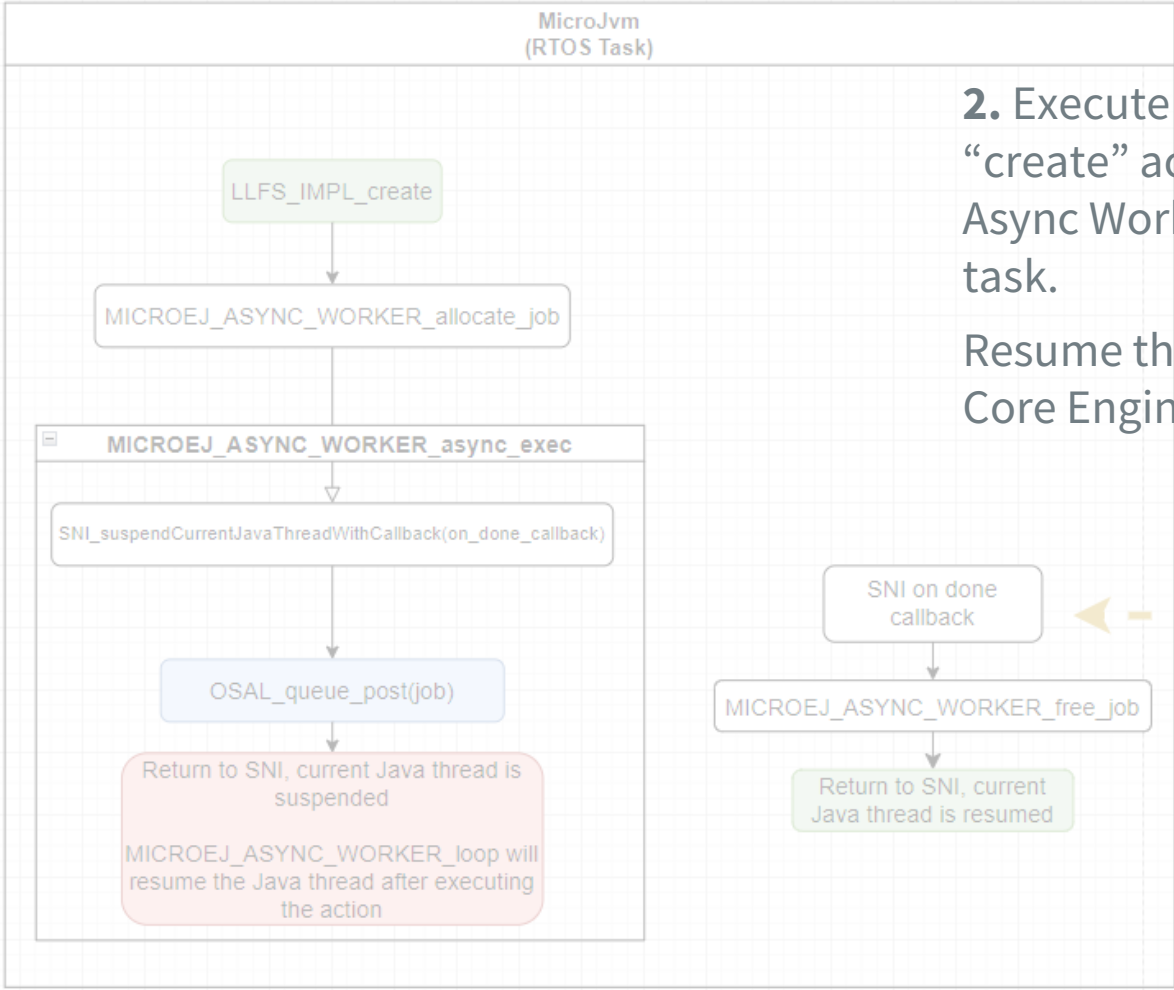 MicroJvm
(RTOS Task)
2. Execute
“create” ac
Async Worl
task.
Resume th
Core Engin
LLFS_IMPL_create
MICROEJ_ASYNC_WORKER_allocate_job
MICROEJ_ASYNC_WORKER_async_exec
SNI_suspendCurrentJavaThreadWithCallback(on_done_callback)
OSAL_queue_post(job)
Return to SNI, current Java thread is
suspended
MICROEJ_ASYNC_WORKER_loop will
resume the Java thread after executing
the action
SNI on done
callback
MICROEJ_ASYNC_WORKER_free_job
Return to SNI, current
Java thread is resumed